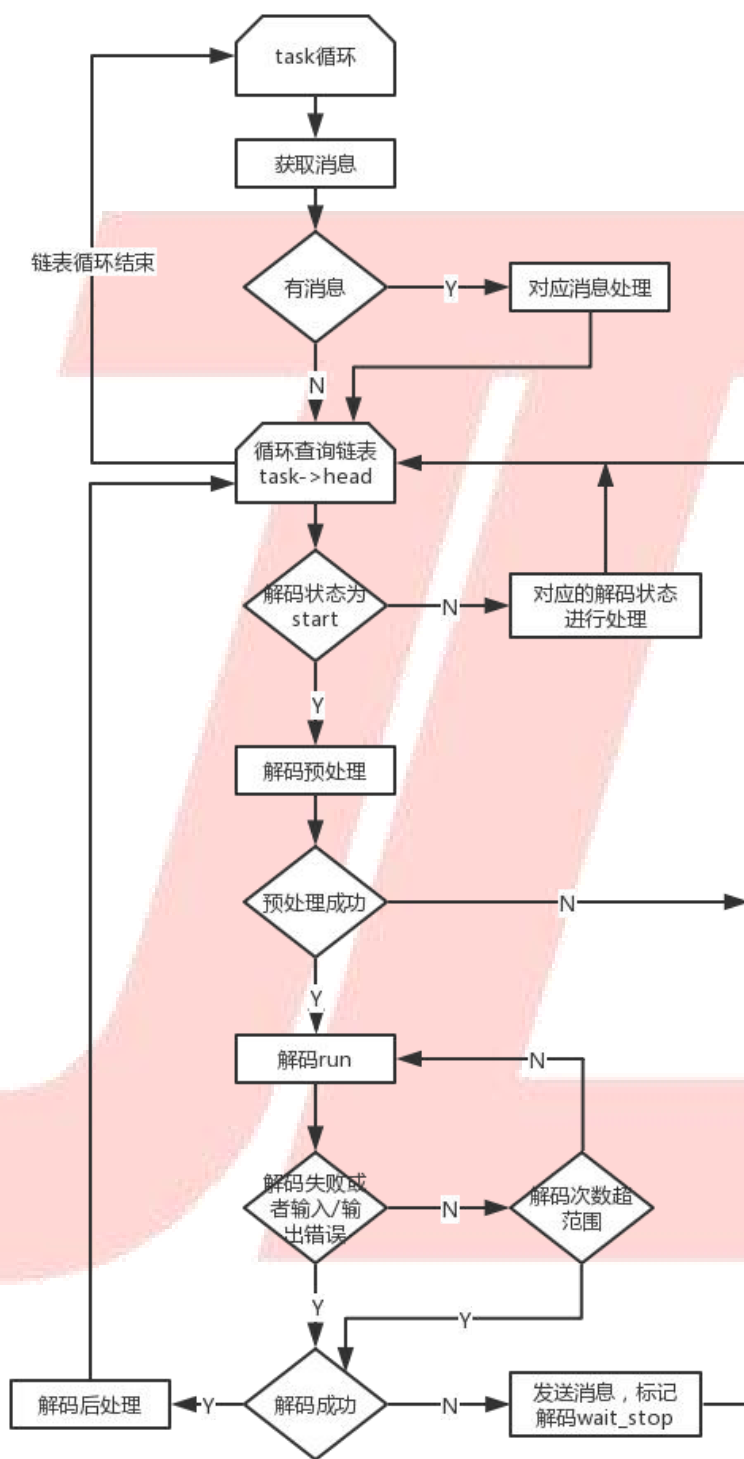 task循环
获取消息
链表循环结束
有消息
Y
对应消息处理
N
循环查询链表
task->head
解码状态为
start
N
对应的解码状态
进行处理
Y
解码预处理
预处理成功
N
Y
解码run
N
解码失败或
者输入/输
出错误
N
解码次数超
范围
Y
Y
解码后处理
Y
解码成功
N
发送消息，标记
解码wait_stop